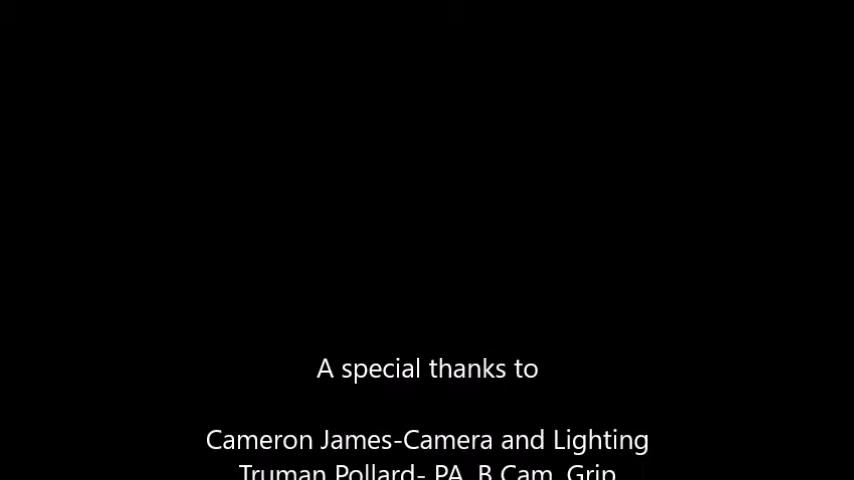 A special thanks to
Cameron James-Camera and Lighting
Truman Pollard- PA, B Cam, Grip